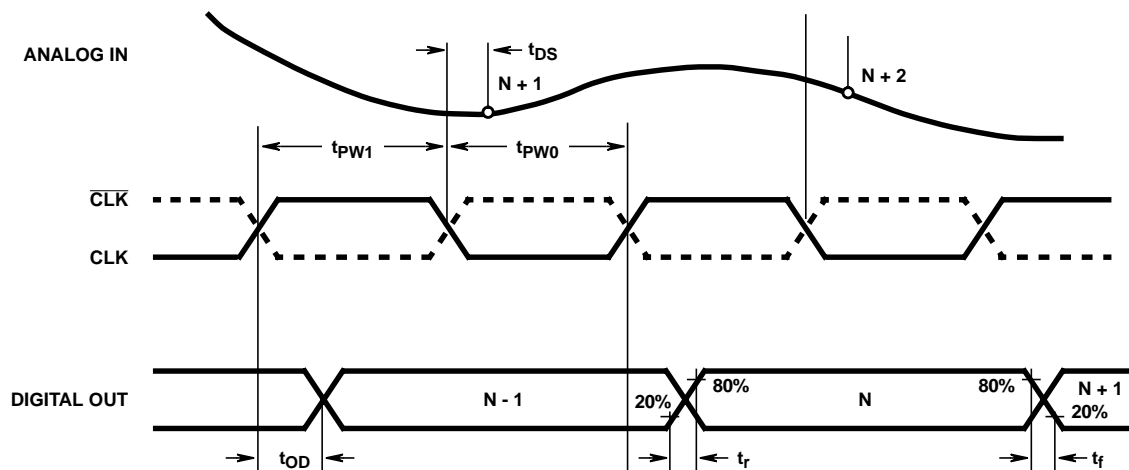 ANALOG IN
t_DS
N + 1
N + 2
t_PW1
t_PW0
CLK
CLK
DIGITAL OUT
N - 1
20%
80%
N
80%
20%
N + 1
t_OD
t_r
t_f